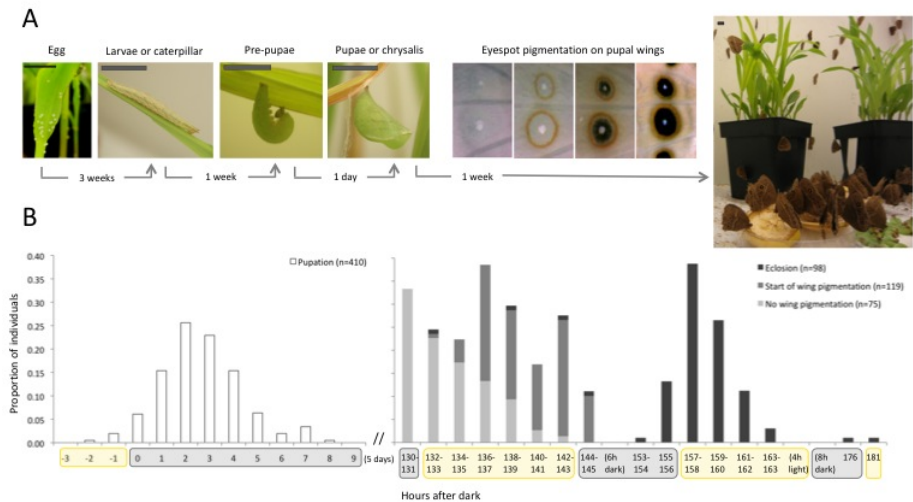 A
Egg
Larvae or caterpillar
Pre-pupae
Pupae or chrysalis
Eyespot pigmentation on pupal wings
3 weeks
1 week
1 day
1 week
B
Proportion of individuals
0.40
0.35
0.30
0.25
0.20
0.15
0.10
0.05
0.00
Pupation (n=410)
Eclosion (n=98)
Start of wing pigmentation (n=119)
No wing pigmentation (n=75)
-3 -2 -1 0 1 2 3 4 5 6 7 8 9 (5 days) //
130- 132- 134- 136- 138- 140- 142- 144- (6h 153- 155 157- 159- 161- 163- (4h (8h 176 181
131 133 135 137 139 141 143 145 dark) 154 156 158 160 162 163 light) dark)
Hours after dark